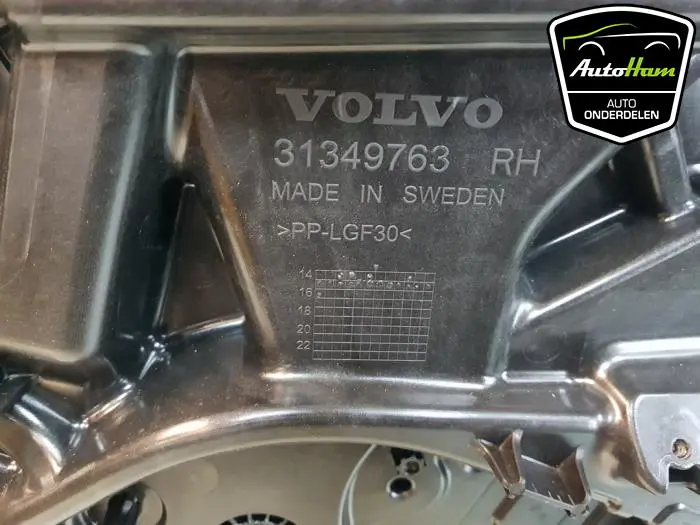 AutoHam
AUTO
ONDERDELEN
VOLVO
31349763 RH
MADE IN SWEDEN
>PP-LGF30<
14
16
18
20
22